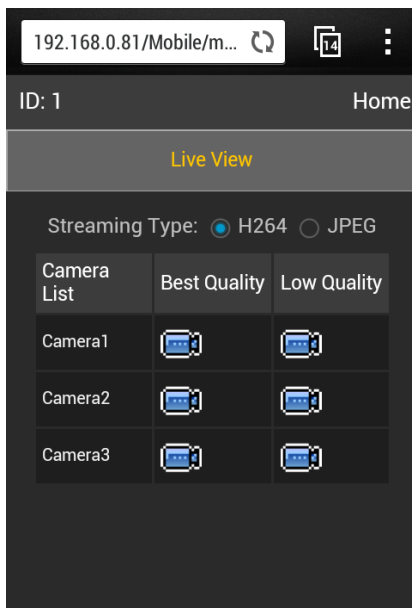 192.168.0.81/Mobile/m... 14
ID: 1 Home
Live View
Streaming Type: H264 JPEG
Camera List Best Quality Low Quality
Camera1
Camera2
Camera3